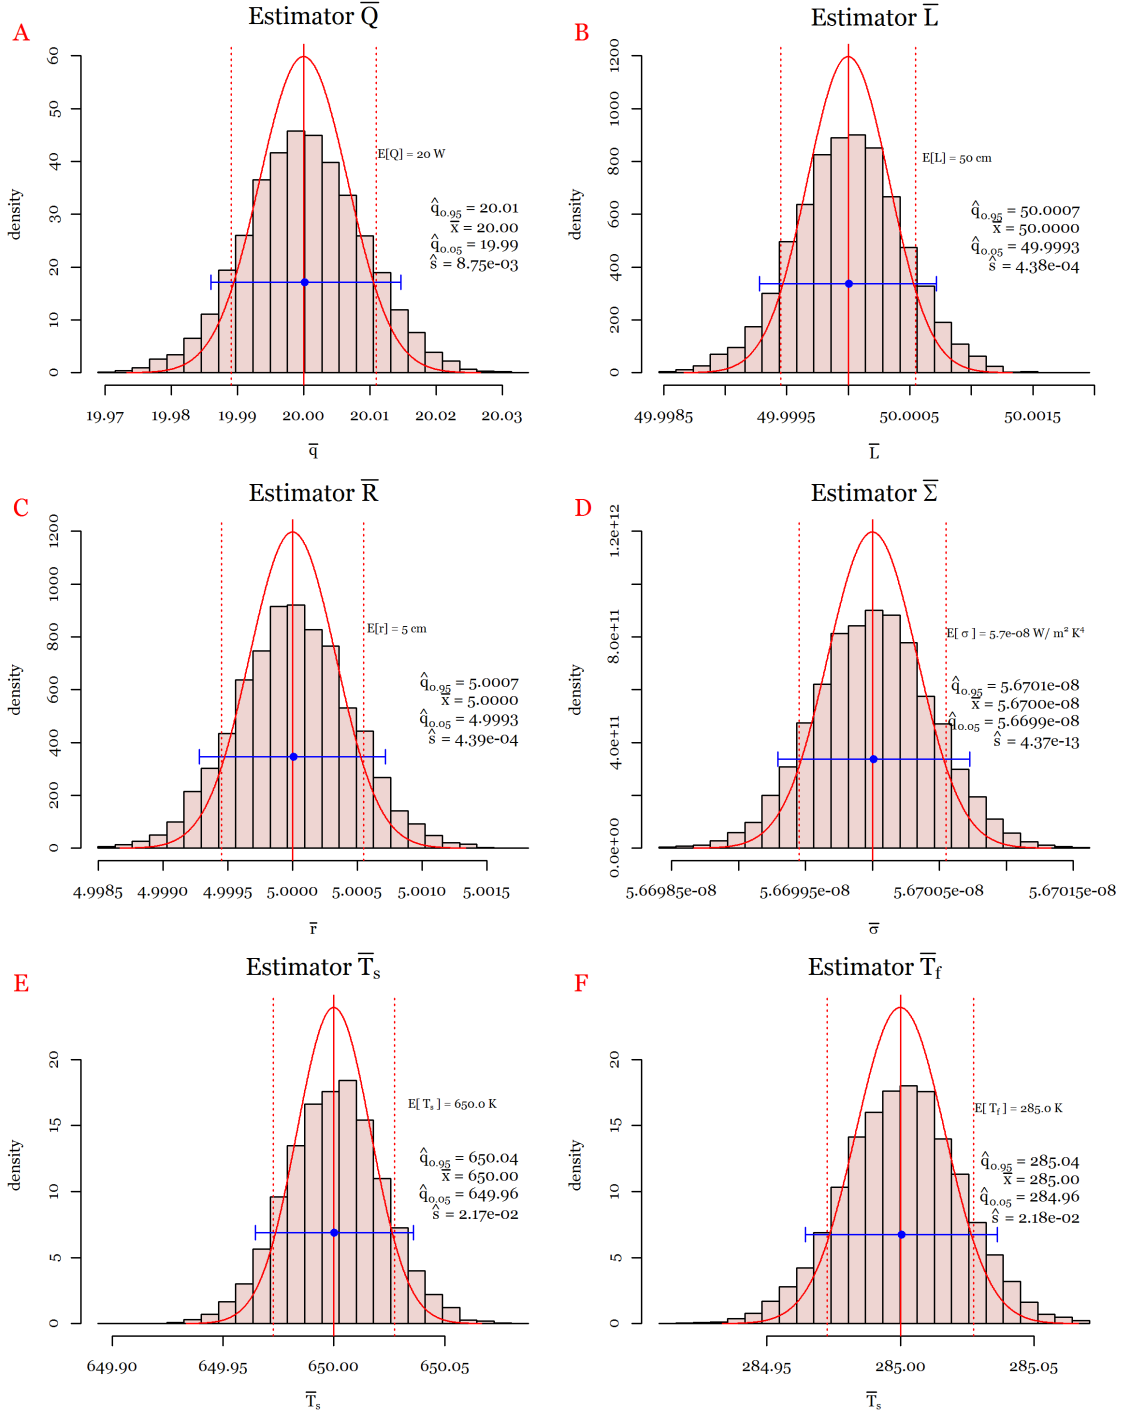 A
Estimator Q̅
density
0 10 20 30 40 50 60
E[Q] = 20 W
q̂0.95 = 20.01
x̅ = 20.00
q̂0.05 = 19.99
ŝ = 8.75e-03
19.97 19.98 19.99 20.00 20.01 20.02 20.03
q̅
B
Estimator L̅
density
0 200 400 600 800 1000 1200
E[L] = 50 cm
q̂0.95 = 50.0007
x̅ = 50.0000
q̂0.05 = 49.9993
ŝ = 4.38e-04
49.9985 49.9995 50.0005 50.0015
L̅
C
Estimator R̅
density
0 200 400 600 800 1000 1200
E[r] = 5 cm
q̂0.95 = 5.0007
x̅ = 5.0000
q̂0.05 = 4.9993
ŝ = 4.39e-04
4.9985 4.9990 4.9995 5.0000 5.0005 5.0010 5.0015
r̅
D
Estimator Σ̅
density
0.0e+00 4.0e+11 8.0e+11 1.2e+12
E[ σ ] = 5.7e-08 W/ m² K⁴
q̂0.95 = 5.6701e-08
x̅ = 5.6700e-08
q̂0.05 = 5.6699e-08
ŝ = 4.37e-13
5.66985e-08 5.66995e-08 5.67005e-08 5.67015e-08
σ̅
E
Estimator T̅s
density
0 5 10 15 20
E[ Ts ] = 650.0 K
q̂0.95 = 650.04
x̅ = 650.00
q̂0.05 = 649.96
ŝ = 2.17e-02
649.90 649.95 650.00 650.05
T̅s
F
Estimator T̅f
density
0 5 10 15 20
E[ Tf ] = 285.0 K
q̂0.95 = 285.04
x̅ = 285.00
q̂0.05 = 284.96
ŝ = 2.18e-02
284.95 285.00 285.05
T̅s